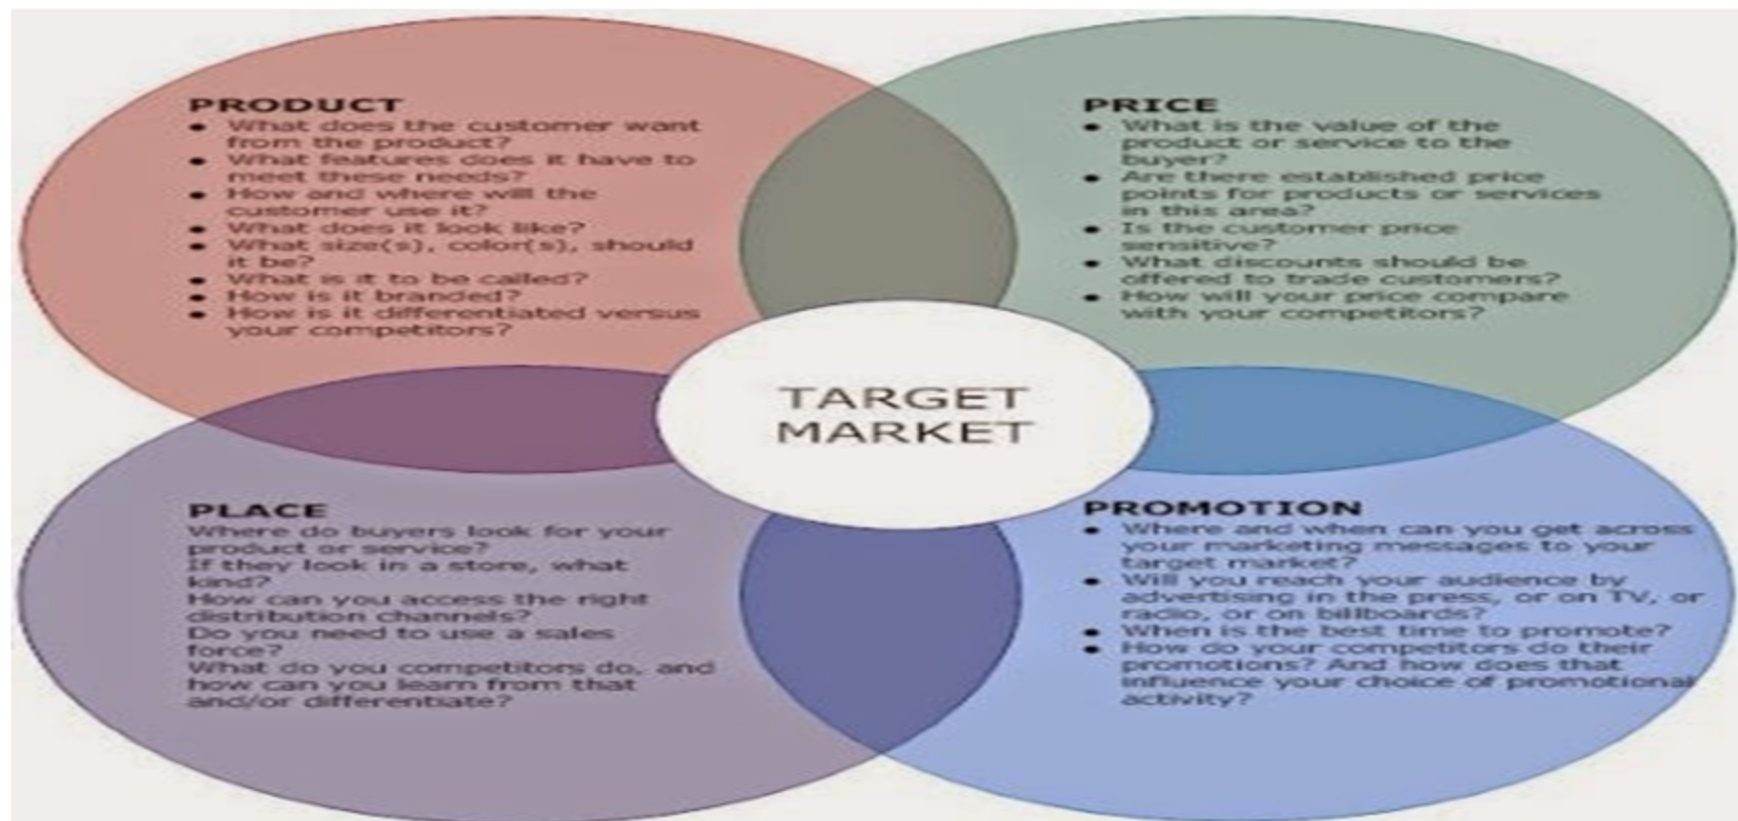 PRODUCT
• What does the customer want
from the product?
• What features does it have to
meet these needs?
• How and where will the
customer use it?
• What does it look like?
• What size(s), color(s), should
it be?
• What is it to be called?
• How is it branded?
• How is it differentiated versus
your competitors?
PRICE
• What is the value of the
product or service to the
buyer?
• Are there established price
points for products or services
in this area?
• Is the customer price
sensitive?
• What discounts should be
offered to trade customers?
• How will your price compare
with your competitors?
TARGET
MARKET
PLACE
Where do buyers look for your
product or service?
If they look in a store, what
kind?
How can you access the right
distribution channels?
Do you need to use a sales
force?
What do you competitors do, and
how can you learn from that
and/or differentiate?
PROMOTION
• Where and when can you get across
your marketing messages to your
target market?
• Will you reach your audience by
advertising in the press, or on TV, or
radio, or on billboards?
• When is the best time to promote?
• How do your competitors do their
promotions? And how does that
influence your choice of promotional
activity?